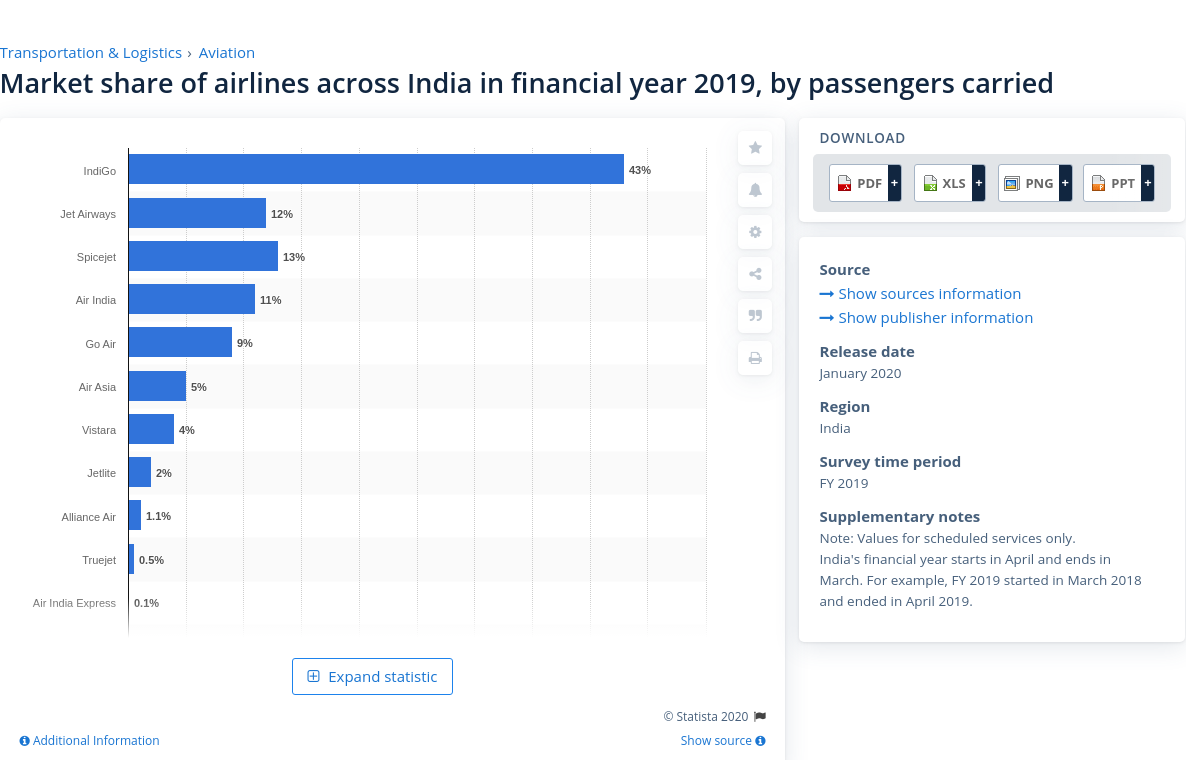 Transportation & Logistics › Aviation
Market share of airlines across India in financial year 2019, by passengers carried
IndiGo 43%
Jet Airways 12%
Spicejet 13%
Air India 11%
Go Air 9%
Air Asia 5%
Vistara 4%
Jetlite 2%
Alliance Air 1.1%
Truejet 0.5%
Air India Express 0.1%
Expand statistic
© Statista 2020
Additional Information
Show source
DOWNLOAD
PDF + XLS + PNG + PPT +
Source
Show sources information
Show publisher information
Release date
January 2020
Region
India
Survey time period
FY 2019
Supplementary notes
Note: Values for scheduled services only.
India's financial year starts in April and ends in
March. For example, FY 2019 started in March 2018
and ended in April 2019.